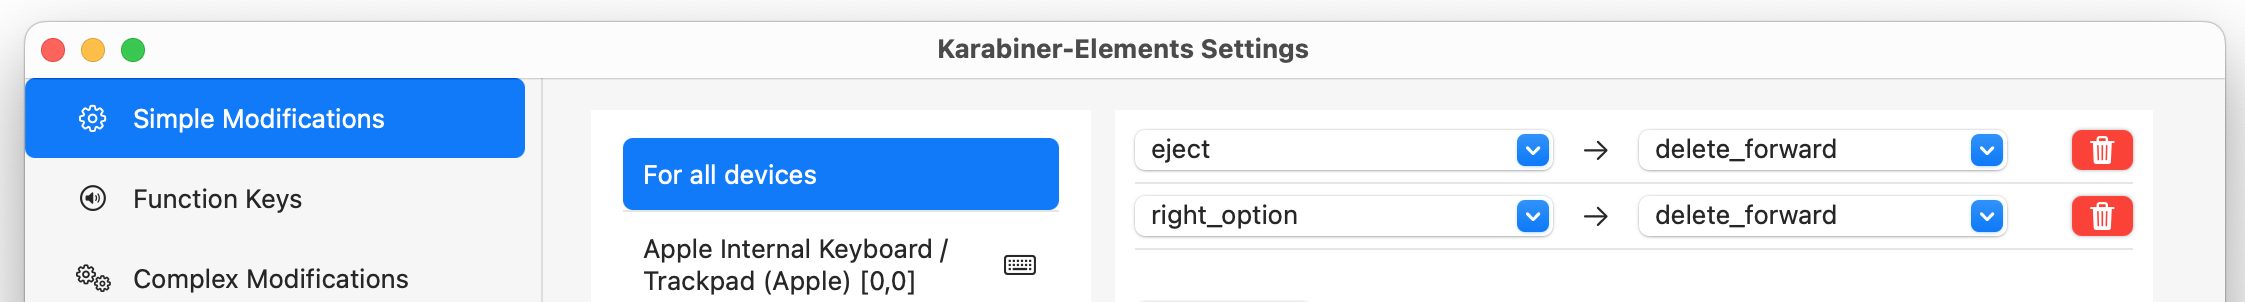 Karabiner-Elements Settings
Simple Modifications
Function Keys
Complex Modifications
For all devices
Apple Internal Keyboard /
Trackpad (Apple) [0,0]
eject → delete_forward
right_option → delete_forward